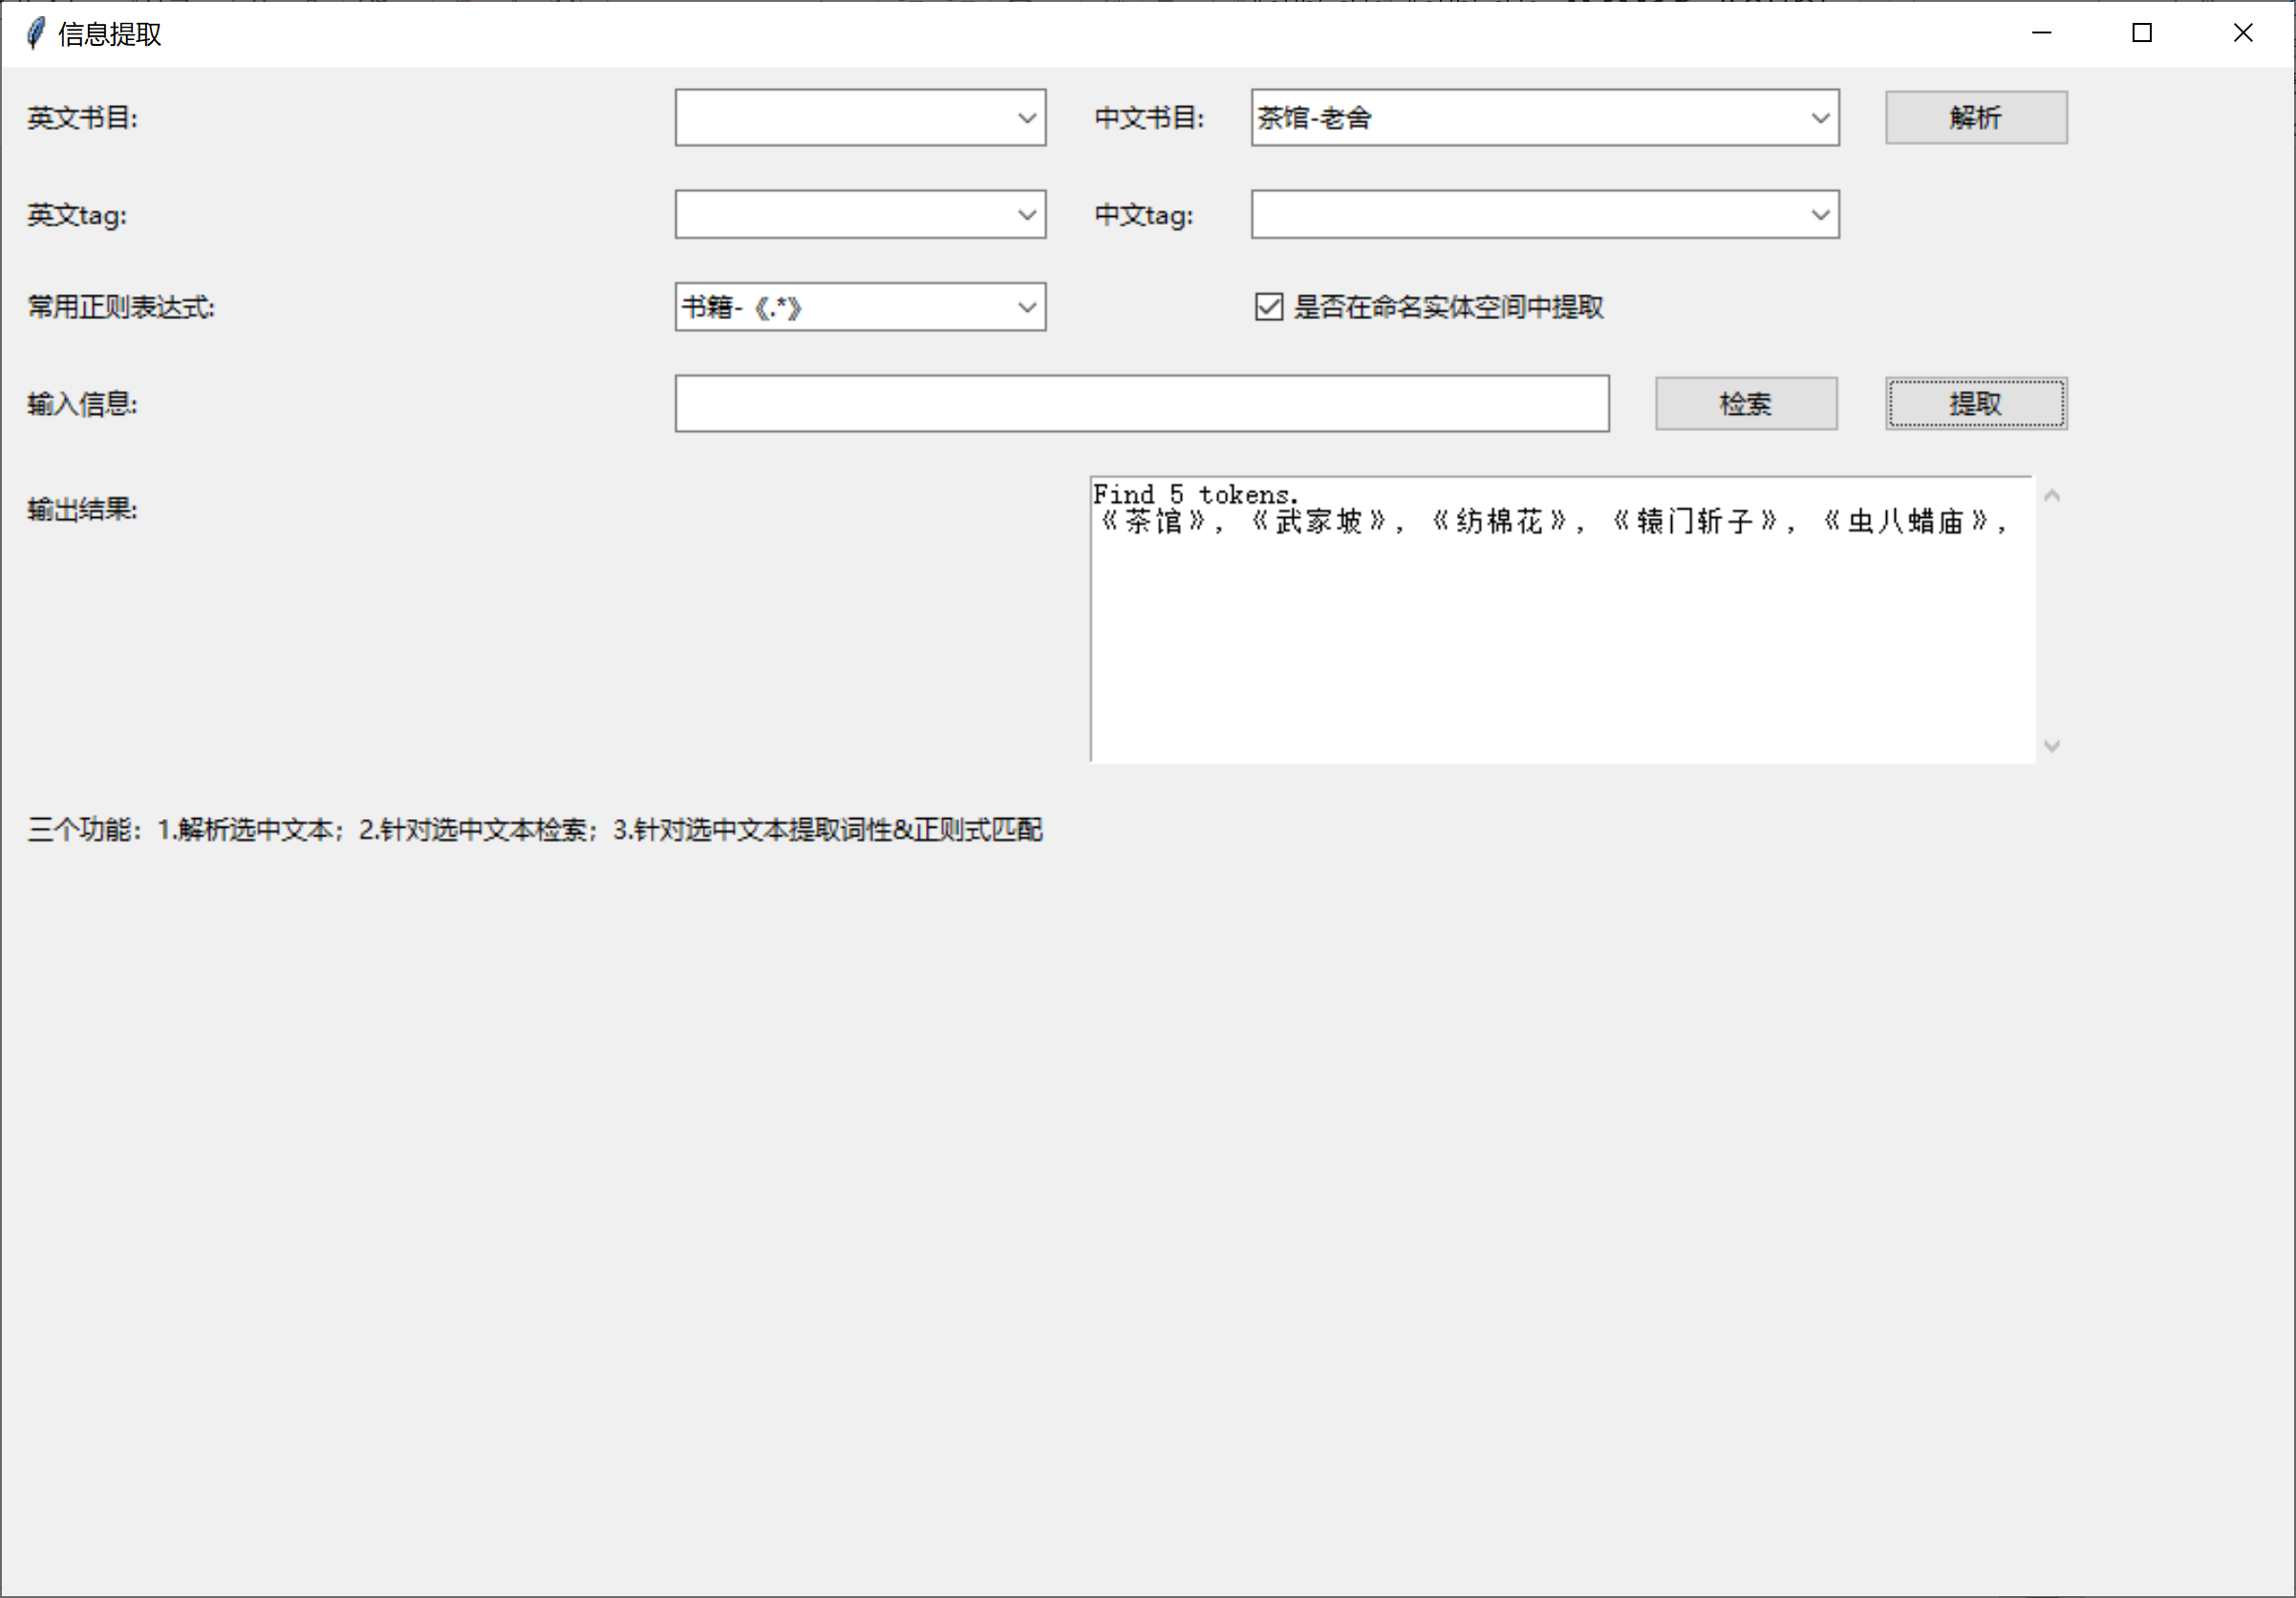 信息提取
英文书目:
中文书目:
茶馆-老舍
解析
英文tag:
中文tag:
常用正则表达式:
书籍-《.*》
是否在命名实体空间中提取
输入信息:
检索
提取
输出结果:
Find 5 tokens.
《茶馆》, 《武家坡》, 《纺棉花》, 《辕门斩子》, 《虫八蜡庙》,
三个功能：1.解析选中文本；2.针对选中文本检索；3.针对选中文本提取词性&正则式匹配